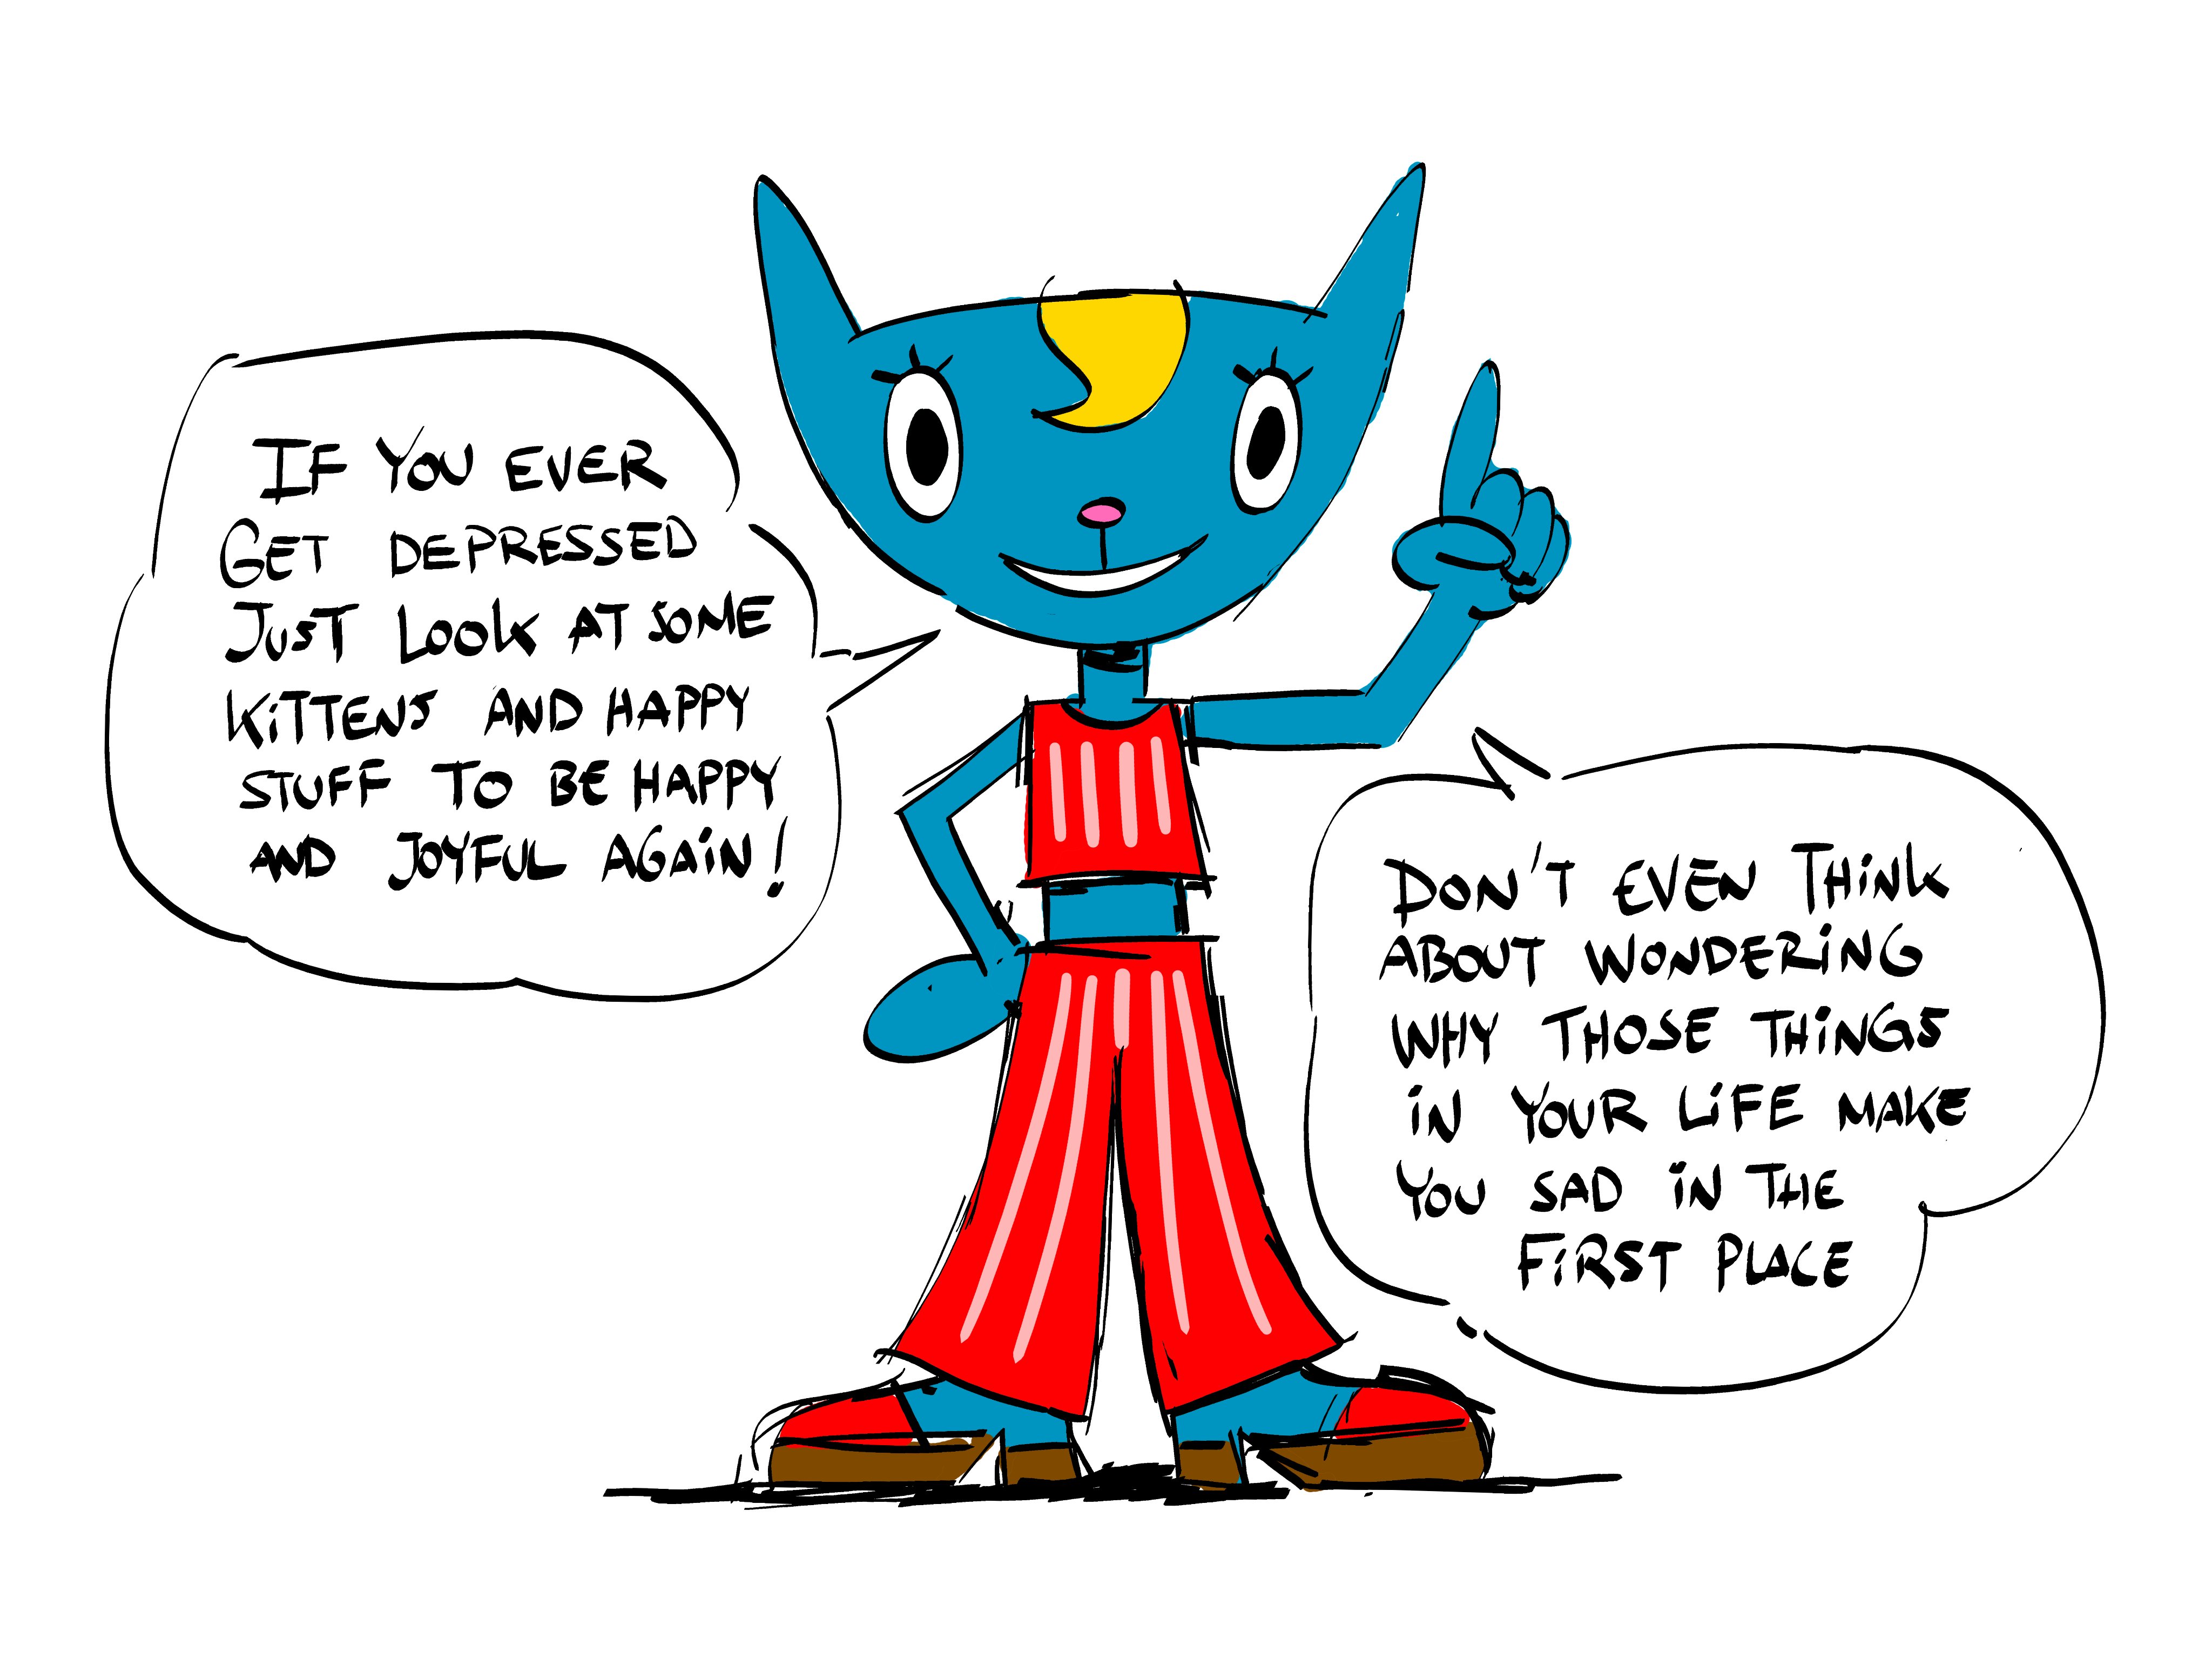 If You EVER
GET DEPRESSED
JUST LOOK AT SOME
KiTTENS AND HAPPY
STUFF TO BE HAPPY
AND JOYFUL AGAiN!
DON'T EVEN THiNK
ABOUT WONDERiNG
WHY THOSE THiNGS
iN YOUR LiFE MAKE
YOU SAD iN THE
FiRST PLACE